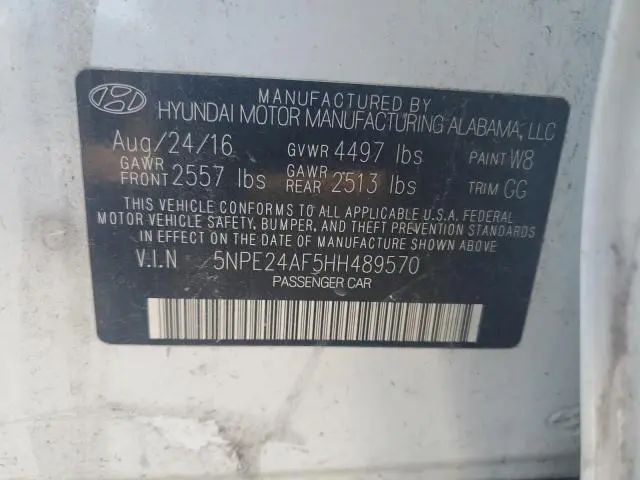 MANUFACTURED BY
HYUNDAI MOTOR MANUFACTURING ALABAMA, LLC
Aug/24/16 GVWR 4497 lbs PAINT W8
GAWR FRONT 2557 lbs GAWR REAR 2513 lbs TRIM GG
THIS VEHICLE CONFORMS TO ALL APPLICABLE U.S.A. FEDERAL
MOTOR VEHICLE SAFETY, BUMPER, AND THEFT PREVENTION STANDARDS
IN EFFECT ON THE DATE OF MANUFACTURE SHOWN ABOVE.
V.I.N 5NPE24AF5HH489570
PASSENGER CAR